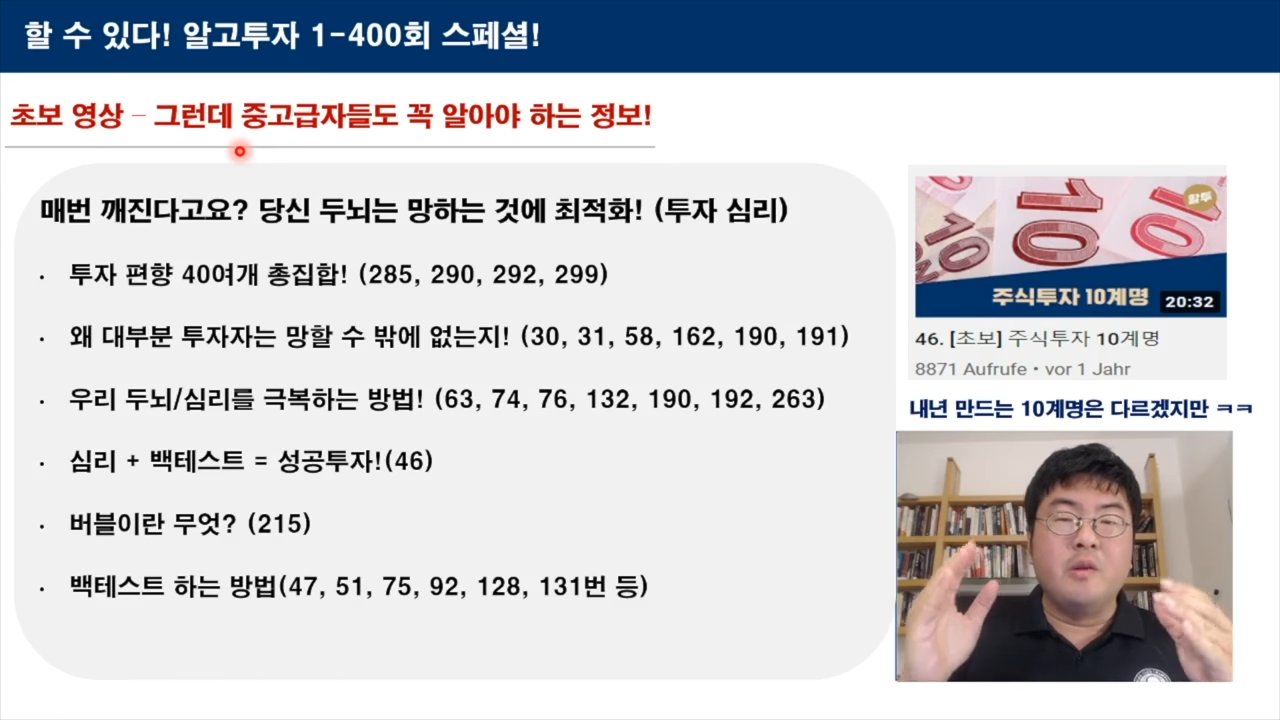 할 수 있다! 알고투자 1-400회 스페셜!
초보 영상 – 그런데 중고급자들도 꼭 알아야 하는 정보!
매번 깨진다고요? 당신 두뇌는 망하는 것에 최적화! (투자 심리)
· 투자 편향 40여개 총집합! (285, 290, 292, 299)
· 왜 대부분 투자자는 망할 수 밖에 없는지! (30, 31, 58, 162, 190, 191)
· 우리 두뇌/심리를 극복하는 방법! (63, 74, 76, 132, 190, 192, 263)
· 심리 + 백테스트 = 성공투자!(46)
· 버블이란 무엇? (215)
· 백테스트 하는 방법(47, 51, 75, 92, 128, 131번 등)
10
10
10
할투
주식투자 10계명
20:32
46. [초보] 주식투자 10계명
8871 Aufrufe • vor 1 Jahr
내년 만드는 10계명은 다르겠지만 ㅋㅋ